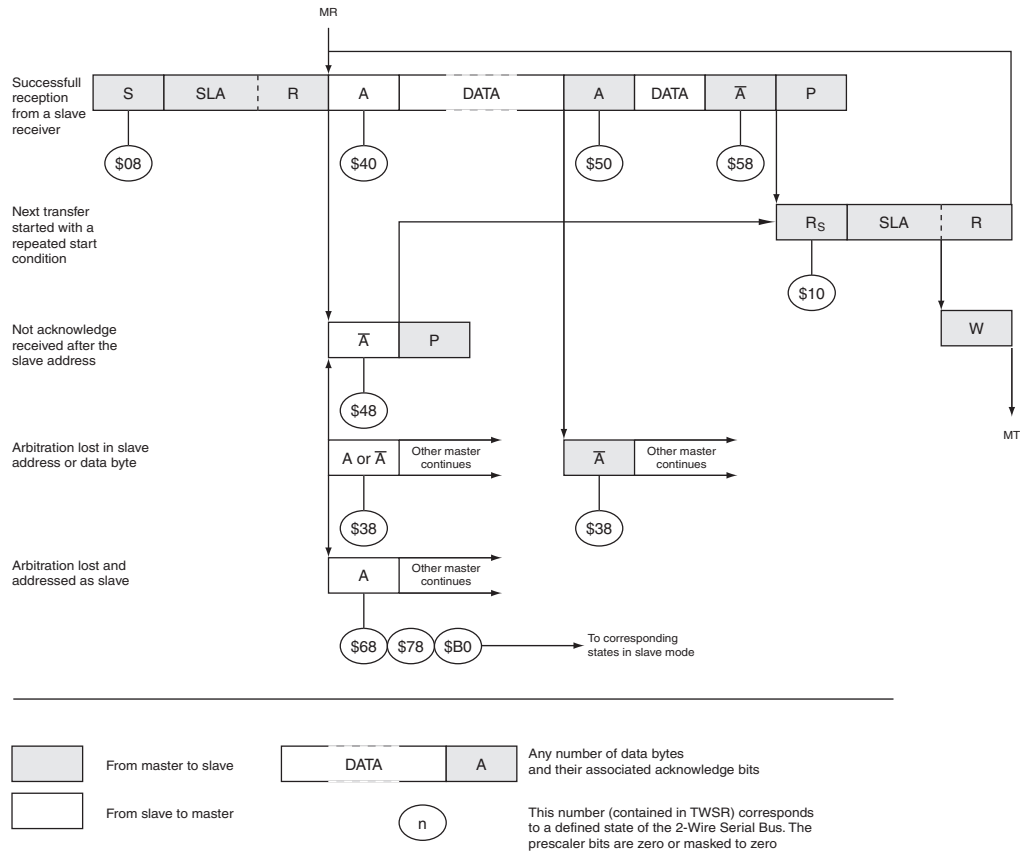 MR
Successfull
reception
from a slave
receiver
S SLA R A DATA A DATA A̅ P
$08 $40 $50 $58
Next transfer
started with a
repeated start
condition
RS SLA R
$10
W
MT
Not acknowledge
received after the
slave address
A̅ P
$48
Arbitration lost in slave
address or data byte
A or A̅
Other master
continues
A̅
Other master
continues
$38 $38
Arbitration lost and
addressed as slave
A
Other master
continues
$68 $78 $B0
To corresponding
states in slave mode
From master to slave
From slave to master
DATA A
Any number of data bytes
and their associated acknowledge bits
n
This number (contained in TWSR) corresponds
to a defined state of the 2-Wire Serial Bus. The
prescaler bits are zero or masked to zero